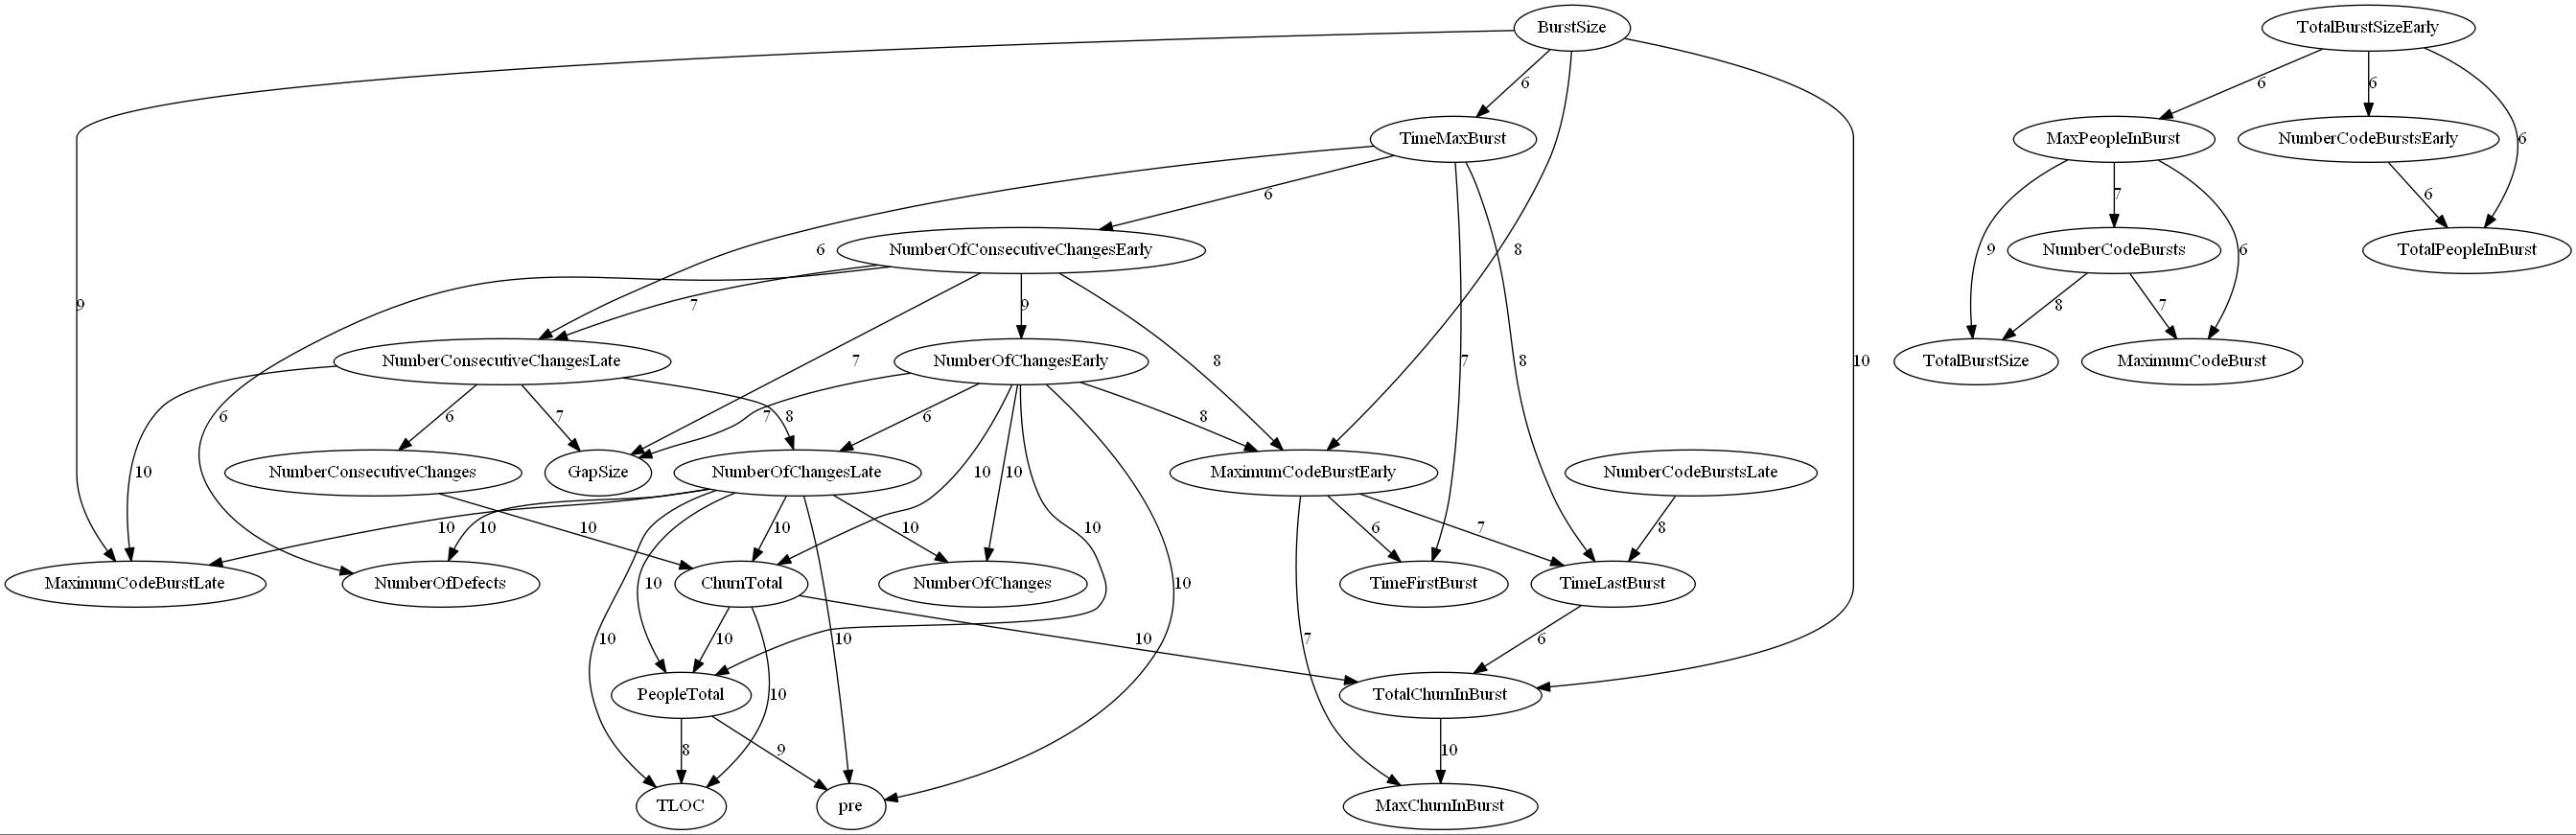 BurstSize
TotalBurstSizeEarly
6
6
6
TimeMaxBurst
MaxPeopleInBurst
NumberCodeBurstsEarly
6
6
7
6
NumberOfConsecutiveChangesEarly
NumberCodeBursts
TotalPeopleInBurst
6
8
9
6
9
7
9
7
10
8
7
NumberConsecutiveChangesLate
NumberOfChangesEarly
7
8
7
8
TotalBurstSize
MaximumCodeBurst
6
6
7
7
8
6
8
NumberConsecutiveChanges
GapSize
NumberOfChangesLate
10
10
MaximumCodeBurstEarly
NumberCodeBurstsLate
10
10
10
10
10
10
10
6
7
8
MaximumCodeBurstLate
NumberOfDefects
ChurnTotal
NumberOfChanges
10
TimeFirstBurst
TimeLastBurst
10
10
10
10
7
6
PeopleTotal
10
TotalChurnInBurst
8
9
10
TLOC
pre
MaxChurnInBurst